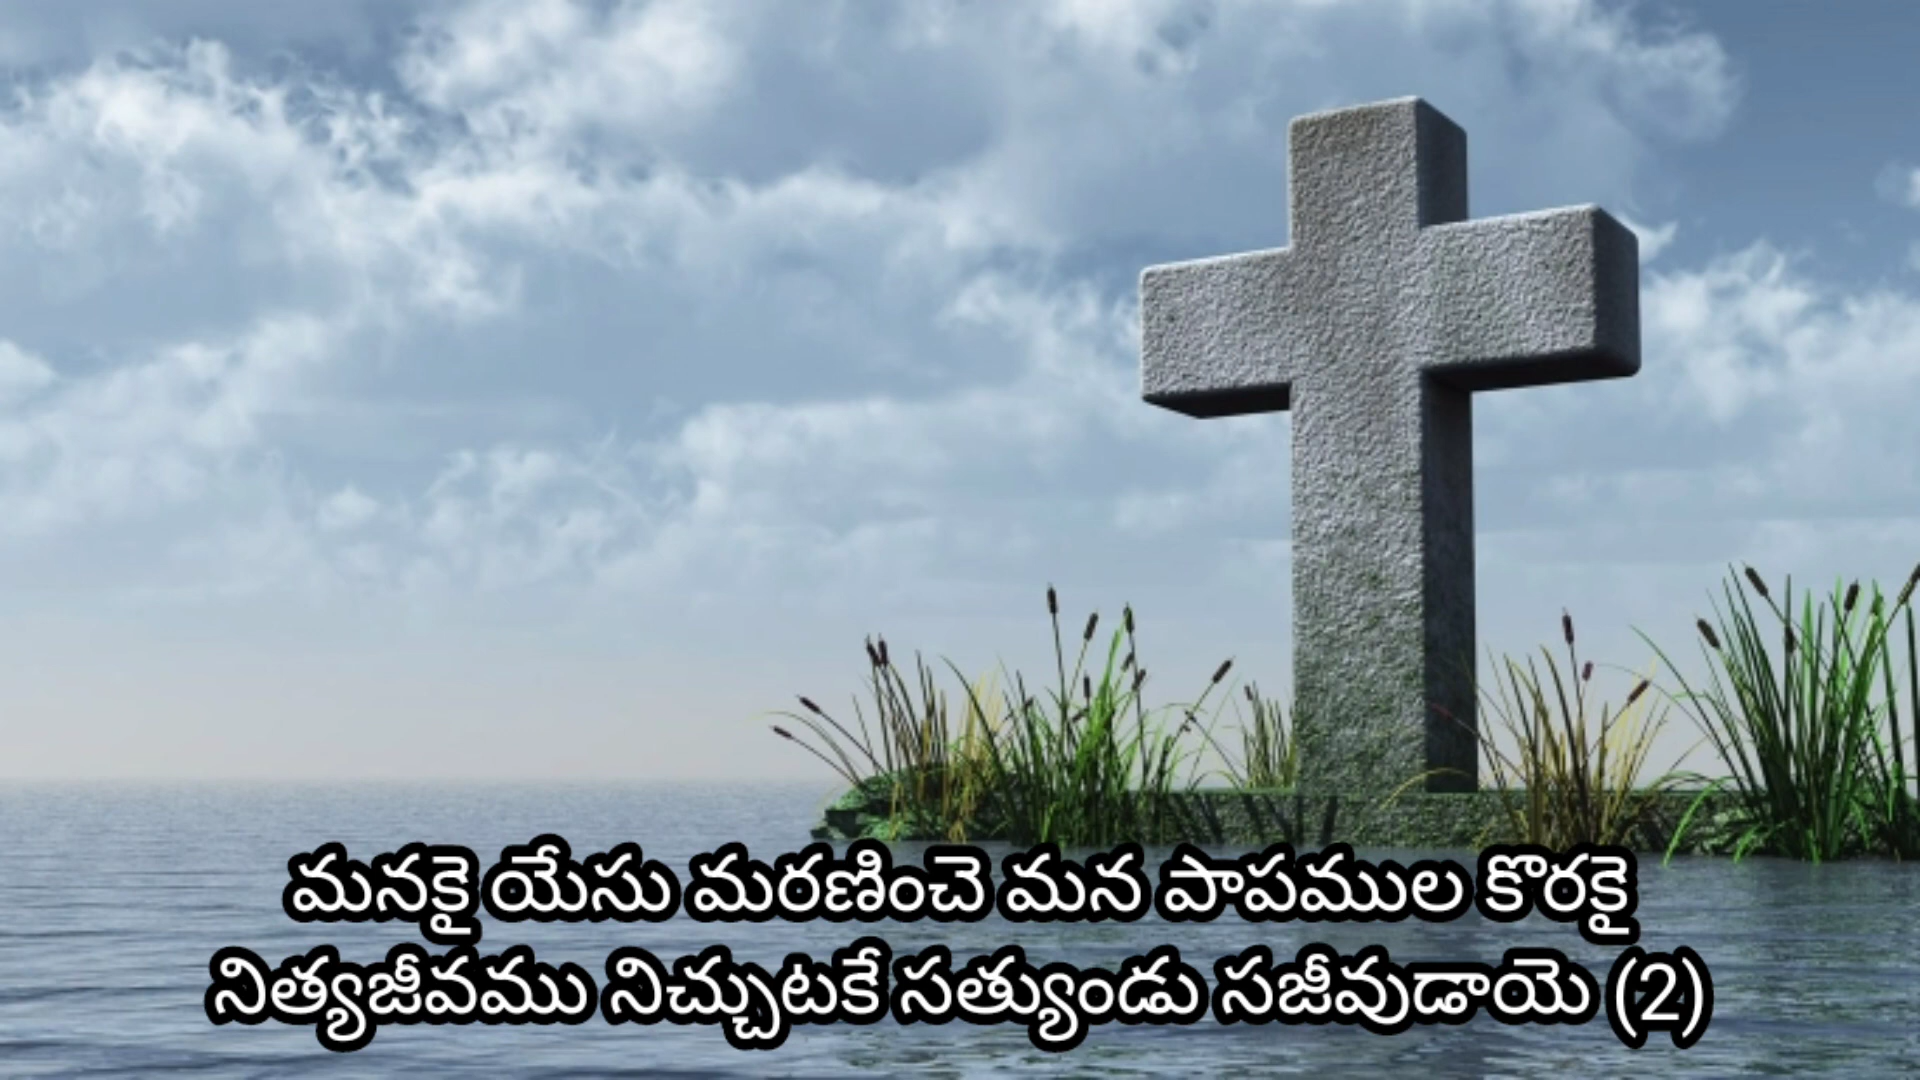 మనకై యేసు మరణించె మన పాపముల కొరకై
నిత్యజీవము నిచ్చుటకే సత్యుండు సజీవుడాయె (2)